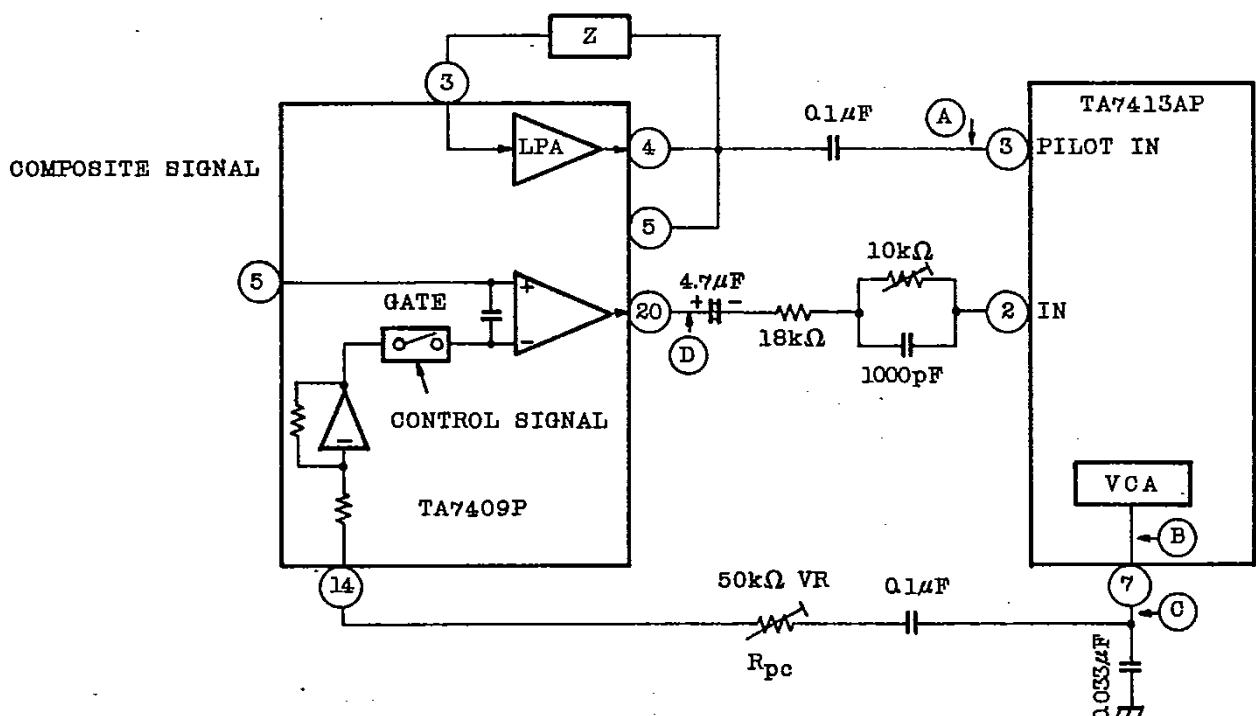 Z
3
TA7413AP
0.1μF
A
LPA
4
3
PILOT IN
COMPOSITE SIGNAL
5
10kΩ
5
4.7μF
GATE
+
+
-
20
2
IN
18kΩ
D
-
1000pF
CONTROL SIGNAL
-
VCA
TA7409P
B
14
50kΩ VR
0.1μF
7
C
Rpc
0.033μF